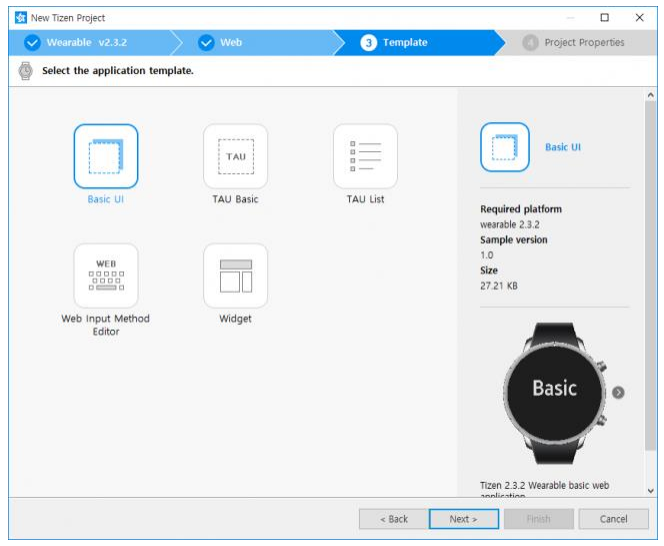 New Tizen Project
Wearable v2.3.2
Web
3 Template
4 Project Properties
Select the application template.
Basic UI
TAU
TAU Basic
TAU List
WEB
Web Input Method
Editor
Widget
Basic UI
Required platform
wearable 2.3.2
Sample version
1.0
Size
27.21 KB
Basic
Tizen 2.3.2 Wearable basic web
application
< Back
Next >
Finish
Cancel